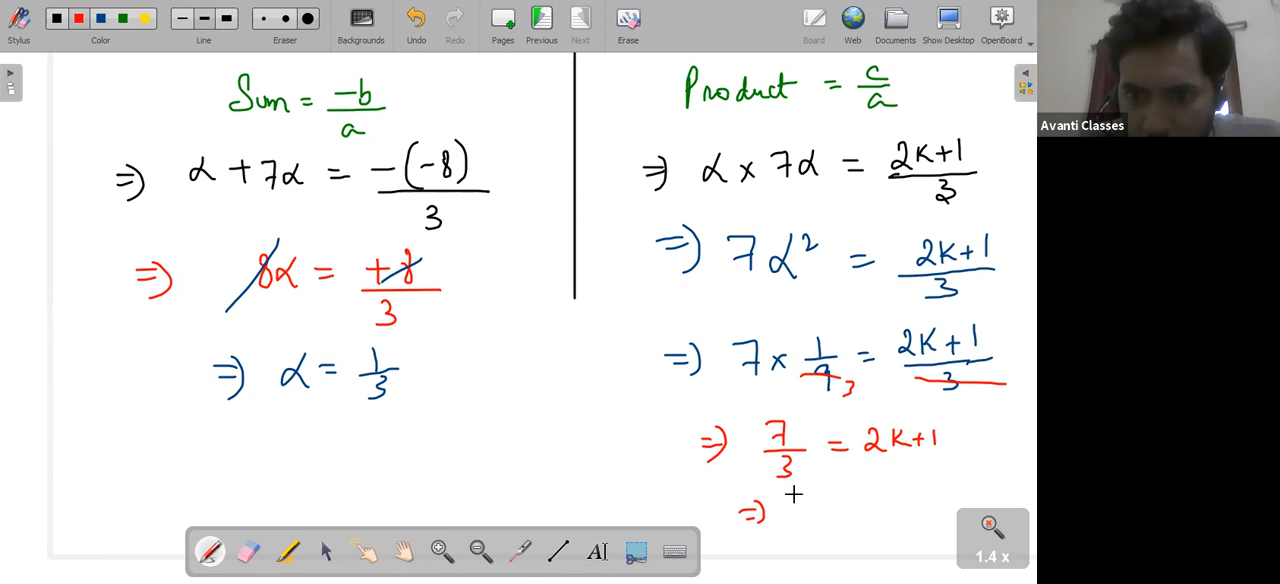 Stylus Color Line Eraser Backgrounds Undo Redo Pages Previous Next Erase Board Web Documents Show Desktop OpenBoard
Avanti Classes
Sum = -b/a
⇒ α + 7α = -(-8)/3
⇒ 8α = +8/3
⇒ α = 1/3
Product = c/a
⇒ α × 7α = 2K+1/3
⇒ 7α² = 2K+1/3
⇒ 7 × 1/9 3 = 2K+1/3
⇒ 7/3 = 2K+1
⇒
1.4 x